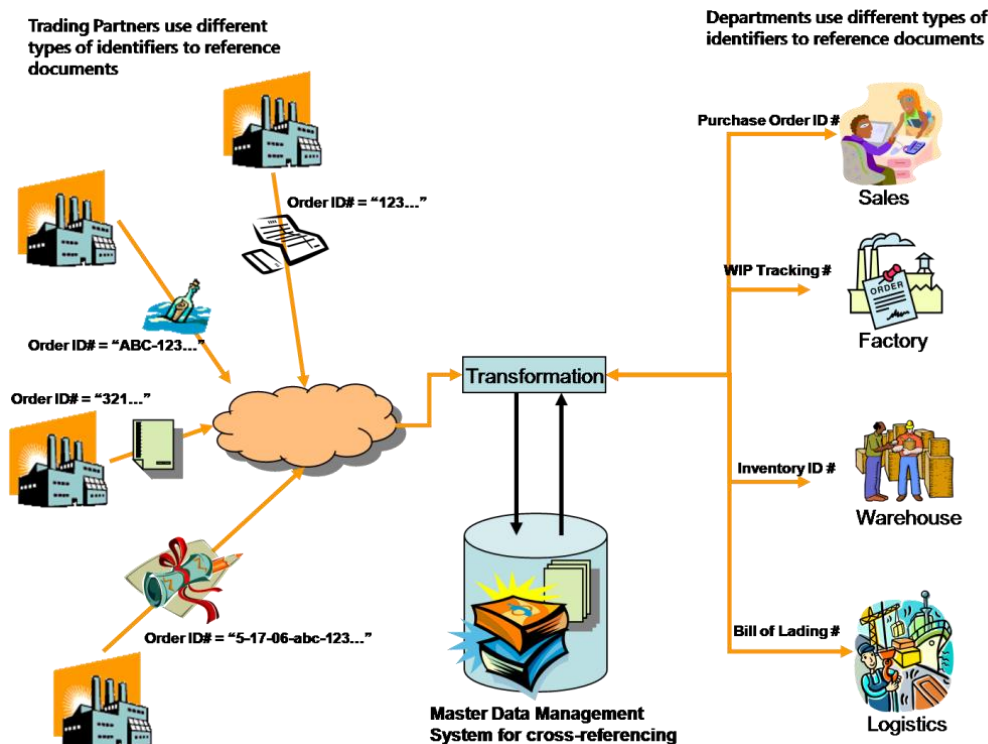 Trading Partners use different
types of identifiers to reference
documents
Departments use different types of
identifiers to reference documents
Order ID# = “123...”
Order ID# = “ABC-123...”
Order ID# = “321...”
Order ID# = “5-17-06-abc-123...”
Transformation
Master Data Management
System for cross-referencing
Purchase Order ID #
Sales
WIP Tracking #
ORDER
Factory
Inventory ID #
Warehouse
Bill of Lading #
Logistics